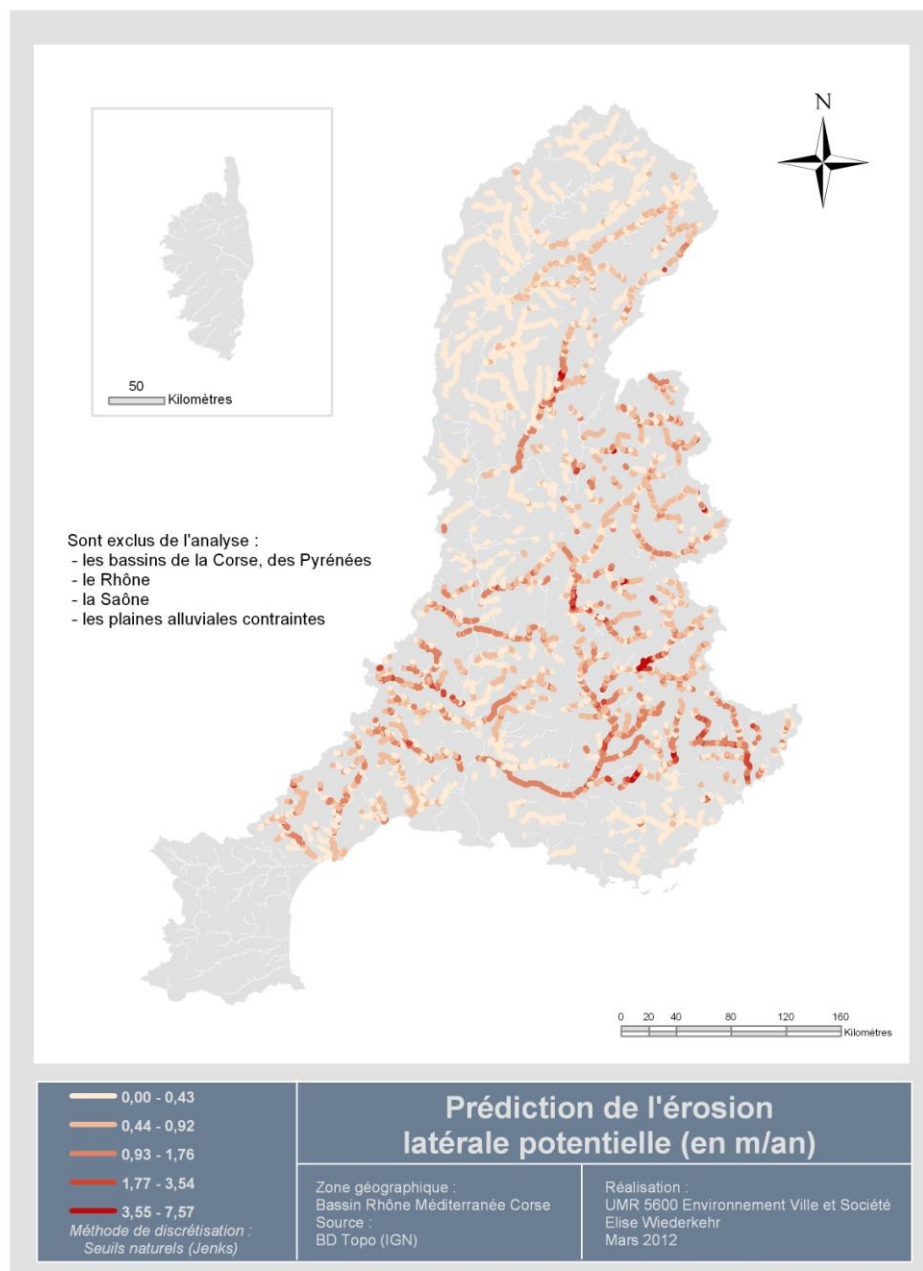 N
50
Kilomètres
Sont exclus de l'analyse :
- les bassins de la Corse, des Pyrénées
- le Rhône
- la Saône
- les plaines alluviales contraintes
0 20 40 80 120 160
Kilomètres
0,00 - 0,43
0,44 - 0,92
0,93 - 1,76
1,77 - 3,54
3,55 - 7,57
Méthode de discrétisation :
Seuils naturels (Jenks)
Prédiction de l'érosion
latérale potentielle (en m/an)
Zone géographique :
Bassin Rhône Méditerranée Corse
Source :
BD Topo (IGN)
Réalisation :
UMR 5600 Environnement Ville et Société
Elise Wiederkehr
Mars 2012